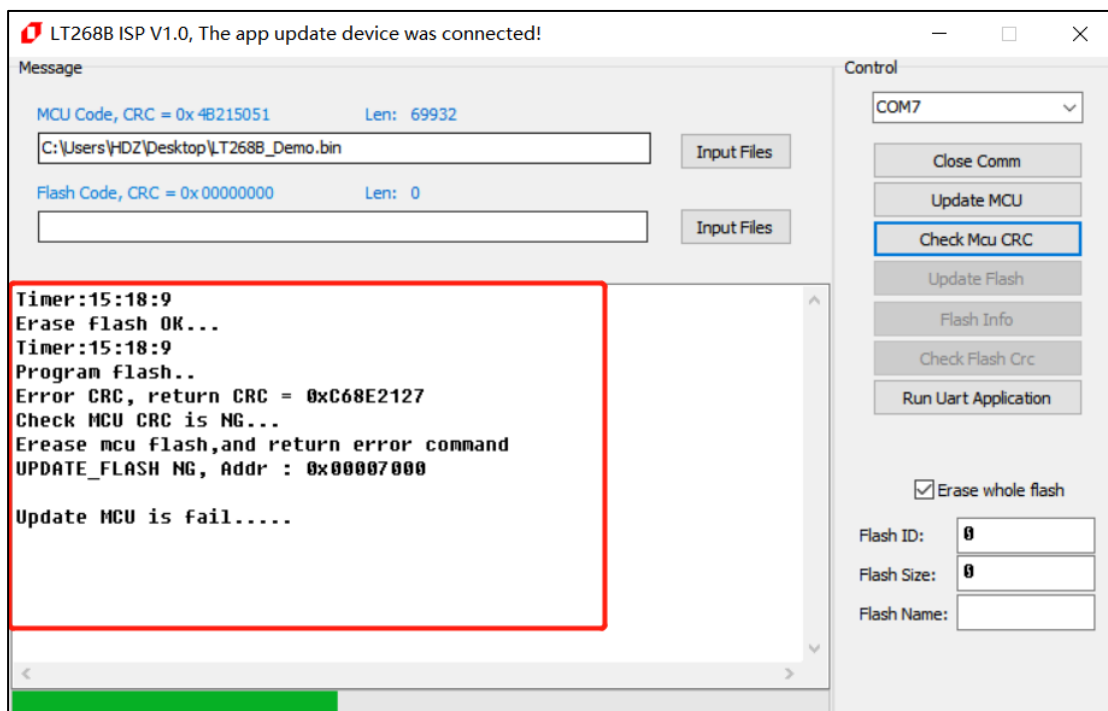 LT268B ISP V1.0, The app update device was connected!
Message
MCU Code, CRC = 0x 4B215051 Len: 69932
C:\Users\HDZ\Desktop\LT268B_Demo.bin
Input Files
Flash Code, CRC = 0x 00000000 Len: 0
Input Files
Timer:15:18:9
Erase flash OK...
Timer:15:18:9
Program flash..
Error CRC, return CRC = 0xC68E2127
Check MCU CRC is NG...
Erease mcu flash,and return error command
UPDATE_FLASH NG, Addr : 0x00007000
Update MCU is fail.....
Control
COM7
Close Comm
Update MCU
Check Mcu CRC
Update Flash
Flash Info
Check Flash Crc
Run Uart Application
Erase whole flash
Flash ID: 0
Flash Size: 0
Flash Name: